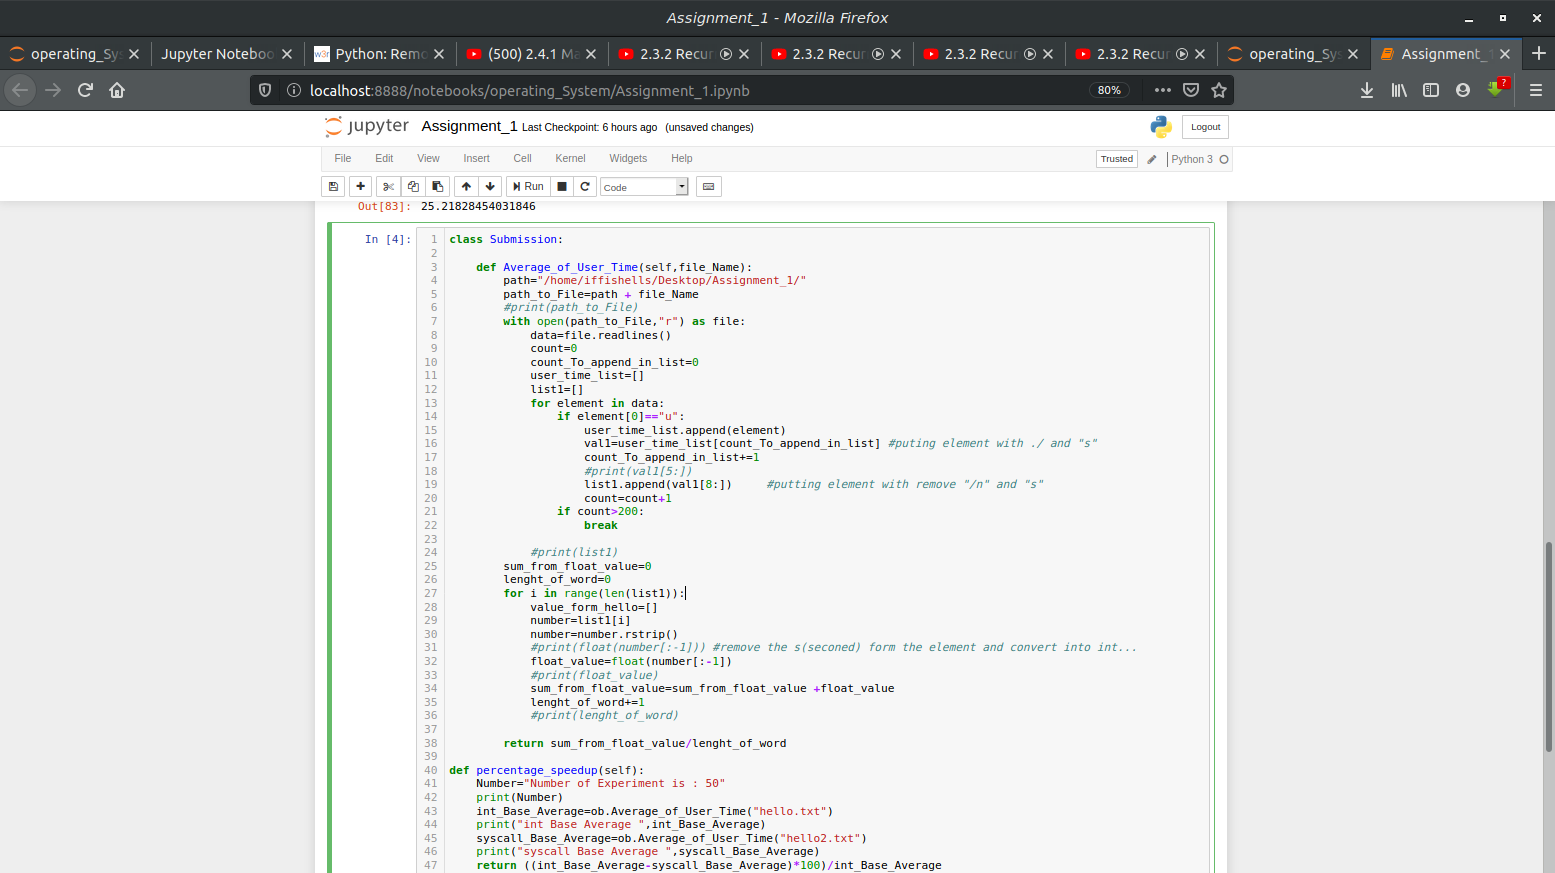 Assignment_1 - Mozilla Firefox
operating_Sys
Jupyter Noteboo
Python: Remo
(500) 2.4.1 Ma
2.3.2 Recur
2.3.2 Recur
2.3.2 Recur
2.3.2 Recur
operating_Sys
Assignment_1
localhost:8888/notebooks/operating_System/Assignment_1.ipynb
80%
jupyter Assignment_1 Last Checkpoint: 6 hours ago (unsaved changes)
Logout
File Edit View Insert Cell Kernel Widgets Help
Trusted
Python 3
Run
Code
Out[83]: 25.21828454031846
In [4]:
1 class Submission:
2
3 def Average_of_User_Time(self,file_Name):
4 path="/home/iffishells/Desktop/Assignment_1/"
5 path_to_File=path + file_Name
6 #print(path_to_File)
7 with open(path_to_File,"r") as file:
8 data=file.readlines()
9 count=0
10 count_To_append_in_list=0
11 user_time_list=[]
12 list1=[]
13 for element in data:
14 if element[0]=="u":
15 user_time_list.append(element)
16 val1=user_time_list[count_To_append_in_list] #puting element with ./ and "s"
17 count_To_append_in_list+=1
18 #print(val1[5:])
19 list1.append(val1[8:]) #putting element with remove "/n" and "s"
20 count=count+1
21 if count>200:
22 break
23
24 #print(list1)
25 sum_from_float_value=0
26 lenght_of_word=0
27 for i in range(len(list1)):
28 value_form_hello=[]
29 number=list1[i]
30 number=number.rstrip()
31 #print(float(number[:-1])) #remove the s(seconed) form the element and convert into int...
32 float_value=float(number[:-1])
33 #print(float_value)
34 sum_from_float_value=sum_from_float_value +float_value
35 lenght_of_word+=1
36 #print(lenght_of_word)
37
38 return sum_from_float_value/lenght_of_word
39
40 def percentage_speedup(self):
41 Number="Number of Experiment is : 50"
42 print(Number)
43 int_Base_Average=ob.Average_of_User_Time("hello.txt")
44 print("int Base Average ",int_Base_Average)
45 syscall_Base_Average=ob.Average_of_User_Time("hello2.txt")
46 print("syscall Base Average ",syscall_Base_Average)
47 return ((int_Base_Average-syscall_Base_Average)*100)/int_Base_Average